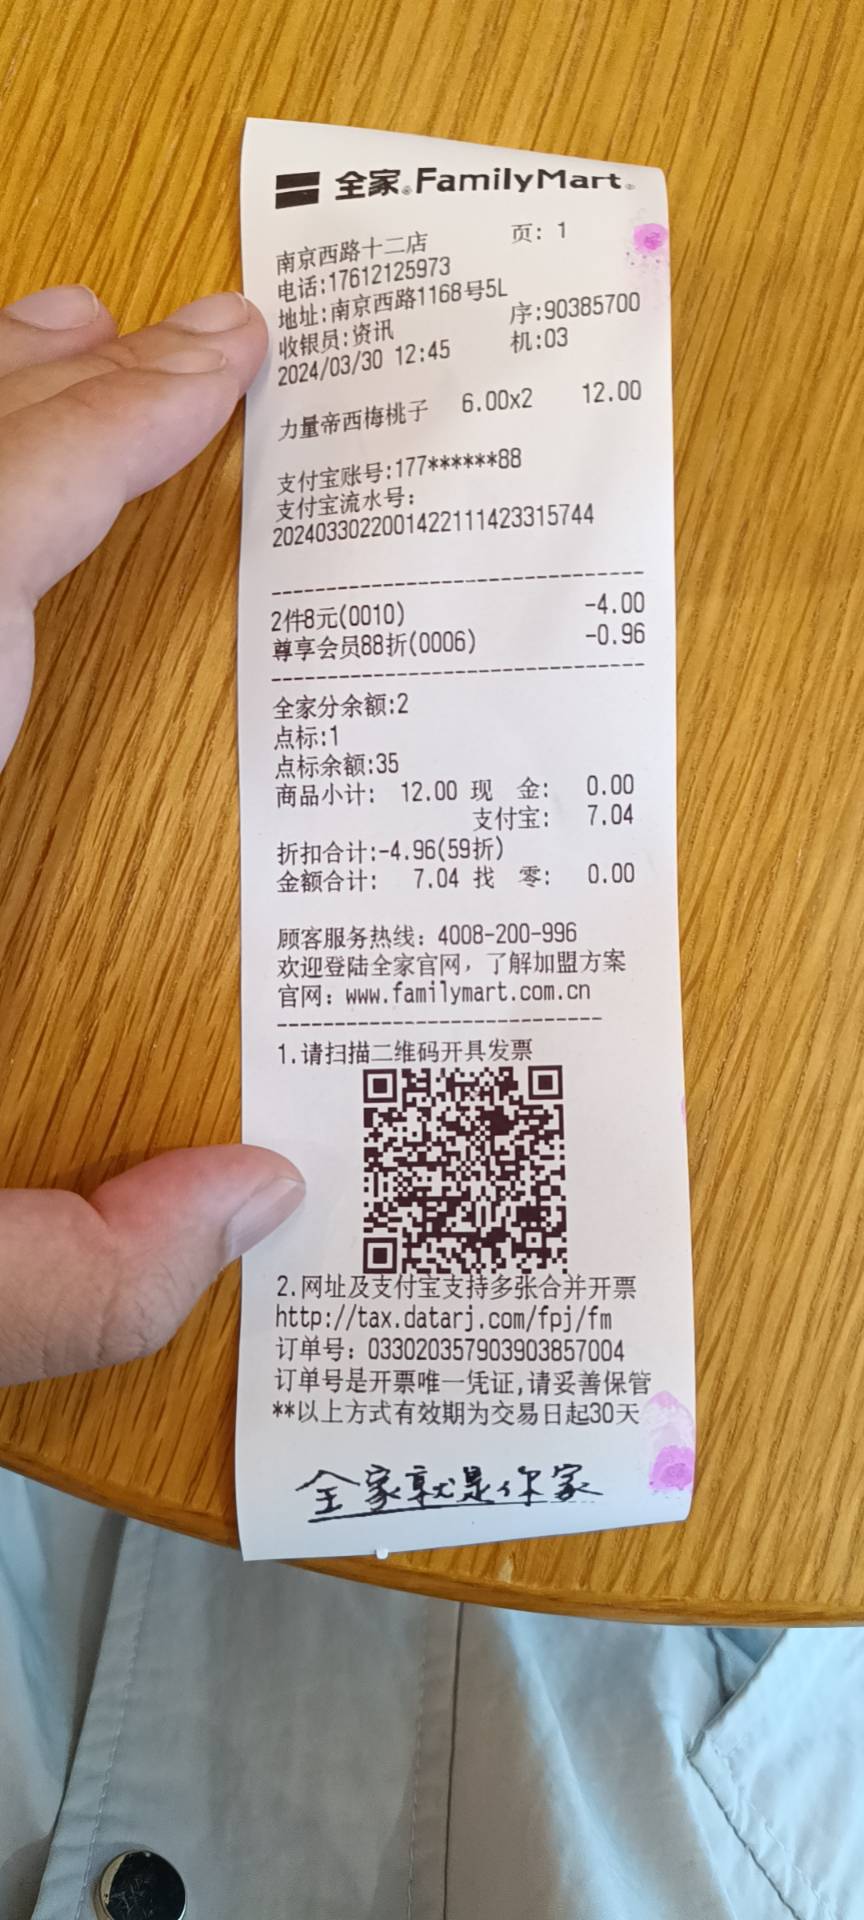 全家®FamilyMart®
南京西路十二店 页: 1
电话:17612125973
地址:南京西路1168号5L
收银员:资讯 序:90385700
2024/03/30 12:45 机:03
力量帝西梅桃子 6.00x2 12.00
支付宝账号:177******88
支付宝流水号:
2024033022001422111423315744
--------------------------------
2件8元(0010) -4.00
尊享会员88折(0006) -0.96
--------------------------------
全家分余额:2
点标:1
点标余额:35
商品小计: 12.00 现 金: 0.00
支付宝: 7.04
折扣合计:-4.96(59折)
金额合计: 7.04 找 零: 0.00
顾客服务热线: 4008-200-996
欢迎登陆全家官网，了解加盟方案
官网: www.familymart.com.cn
----------------------------
1.请扫描二维码开具发票
2.网址及支付宝支持多张合并开票
http://tax.datarj.com/fpj/fm
订单号: 0330203579039038​57004
订单号是开票唯一凭证,请妥善保管
**以上方式有效期为交易日起30天
全家就是你家